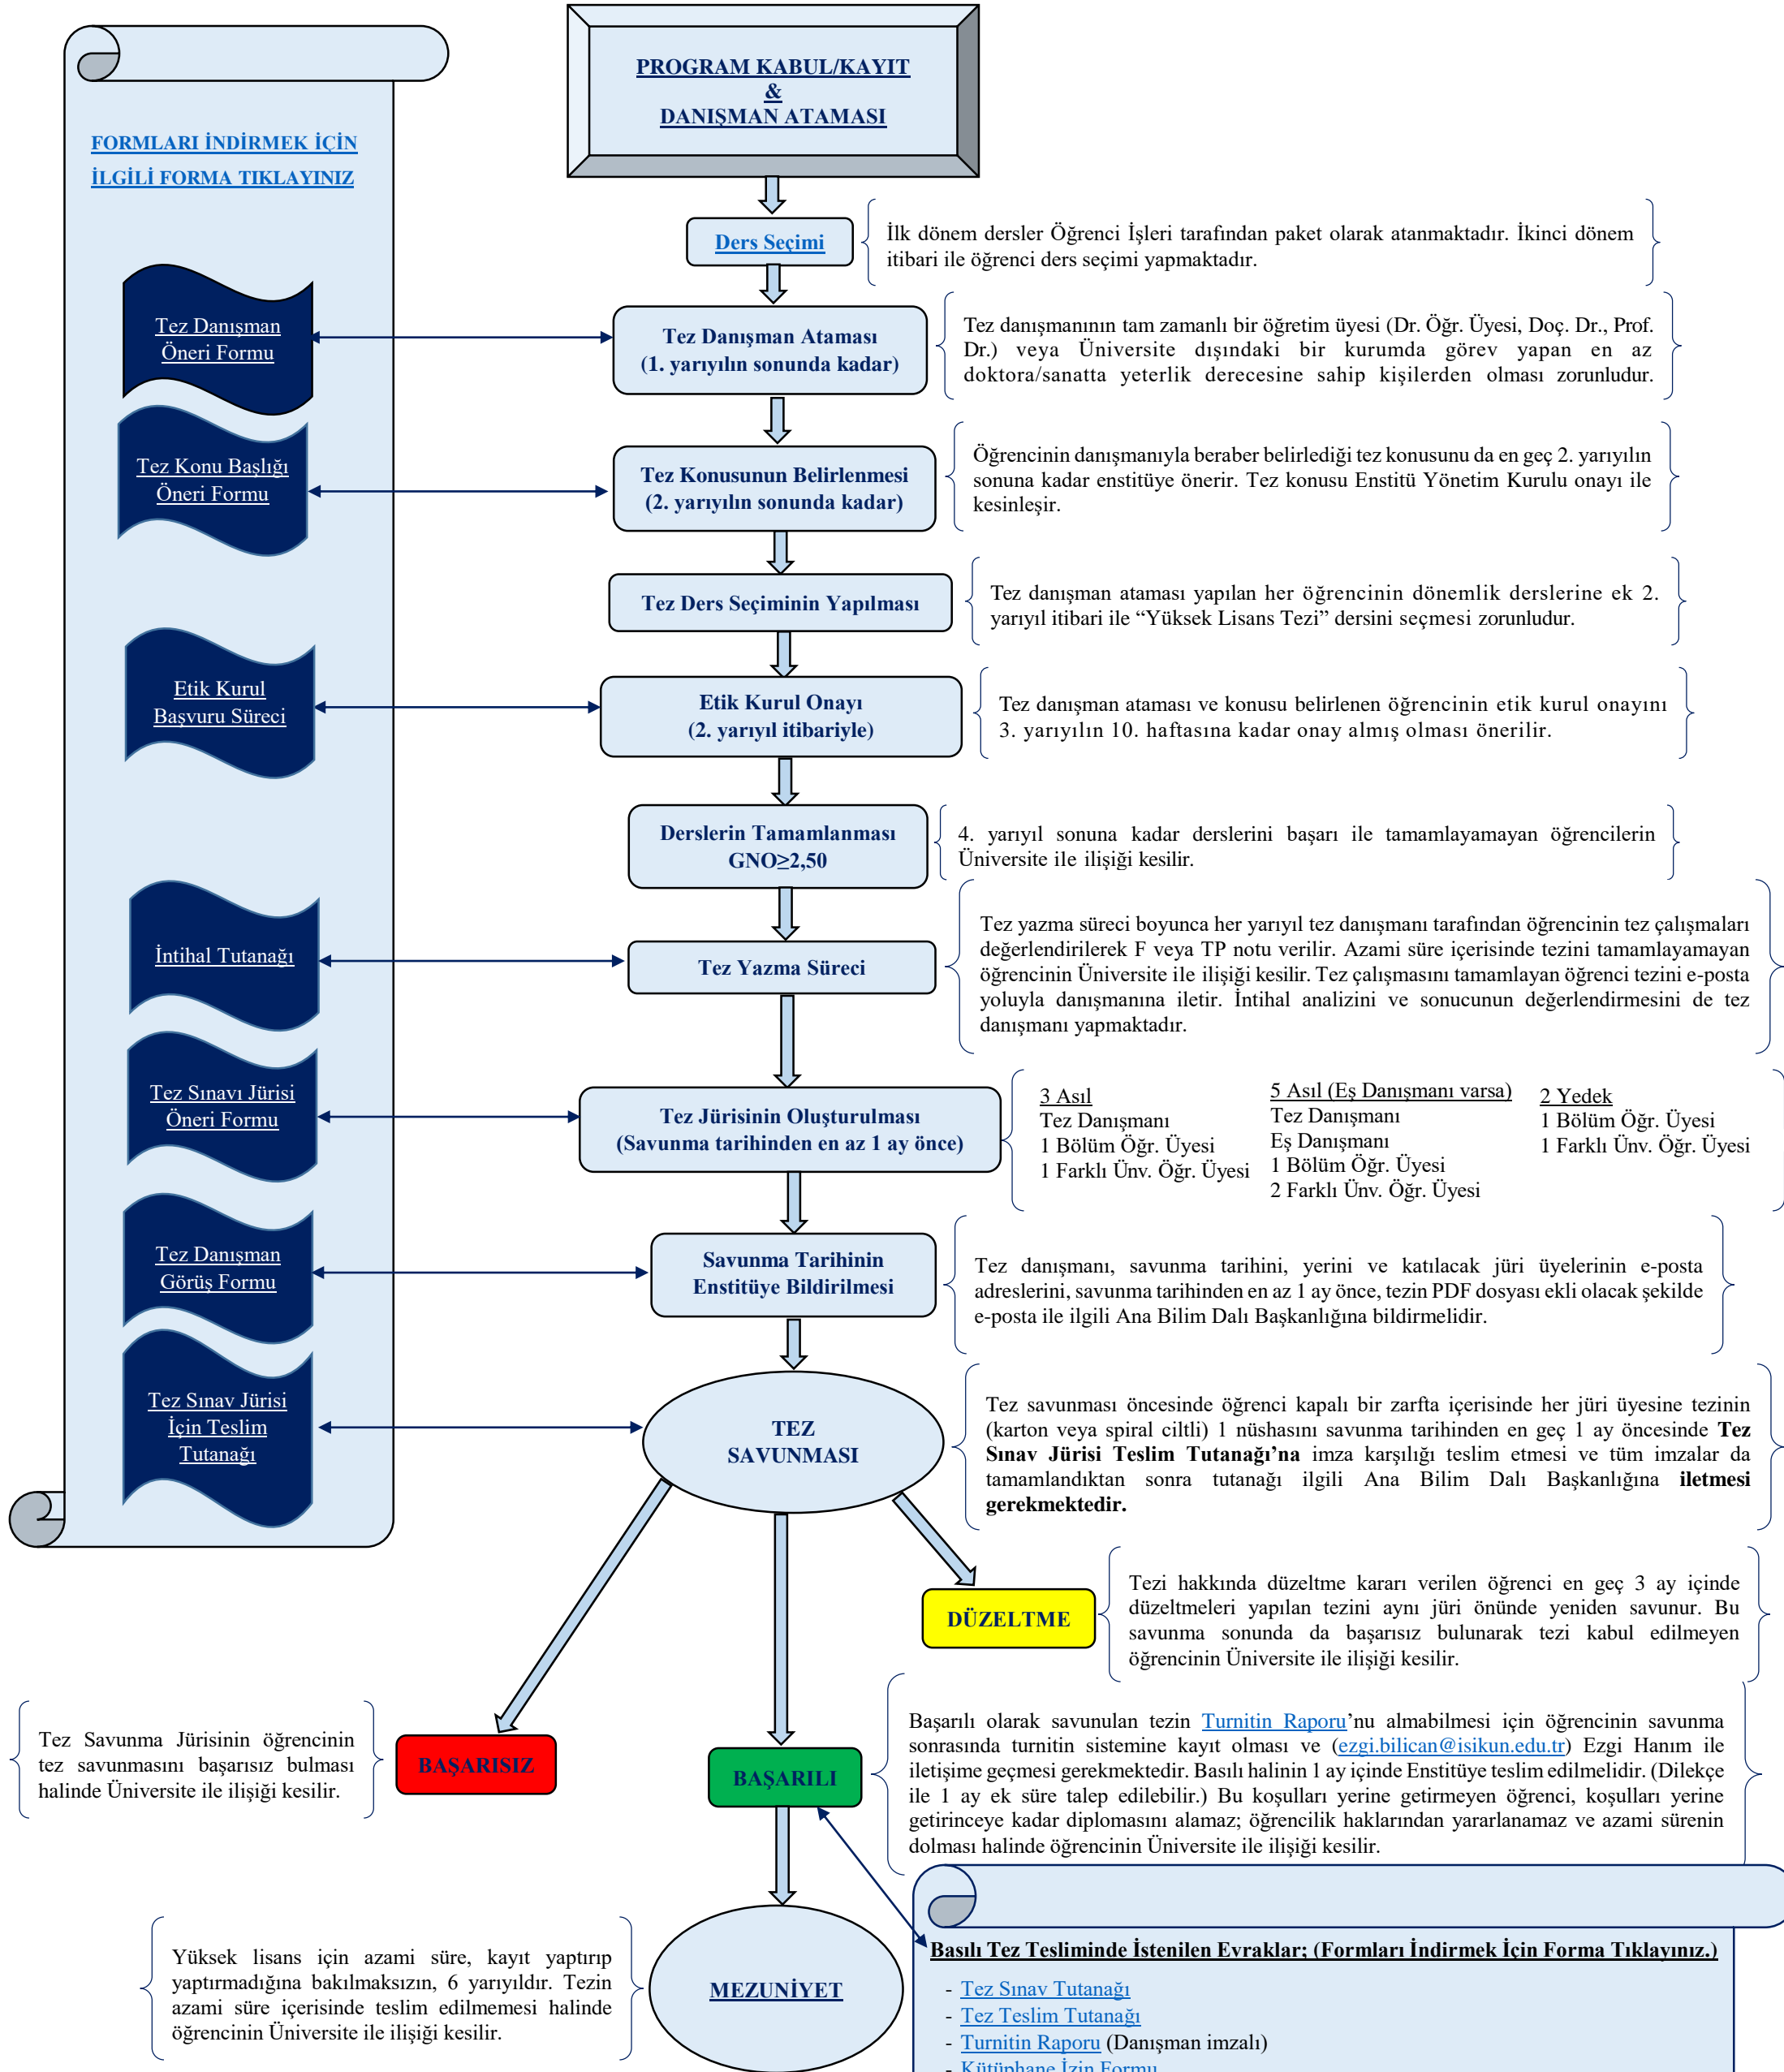 PROGRAM KABUL/KAYIT
&
DANIŞMAN ATAMASI
FORMLARI İNDİRMEK İÇİN
İLGİLİ FORMA TIKLAYINIZ
Ders Seçimi
İlk dönem dersler Öğrenci İşleri tarafından paket olarak atanmaktadır. İkinci dönem
itibari ile öğrenci ders seçimi yapmaktadır.
Tez Danışman
Öneri Formu
Tez Danışman Ataması
(1. yarıyılın sonunda kadar)
Tez danışmanının tam zamanlı bir öğretim üyesi (Dr. Öğr. Üyesi, Doç. Dr., Prof.
Dr.) veya Üniversite dışındaki bir kurumda görev yapan en az
doktora/sanatta yeterlik derecesine sahip kişilerden olması zorunludur.
Tez Konu Başlığı
Öneri Formu
Tez Konusunun Belirlenmesi
(2. yarıyılın sonunda kadar)
Öğrencinin danışmanıyla beraber belirlediği tez konusunu da en geç 2. yarıyılın
sonuna kadar enstitüye önerir. Tez konusu Enstitü Yönetim Kurulu onayı ile
kesinleşir.
Tez Ders Seçiminin Yapılması
Tez danışman ataması yapılan her öğrencinin dönemlik derslerine ek 2.
yarıyıl itibari ile “Yüksek Lisans Tezi” dersini seçmesi zorunludur.
Etik Kurul
Başvuru Süreci
Etik Kurul Onayı
(2. yarıyıl itibariyle)
Tez danışman ataması ve konusu belirlenen öğrencinin etik kurul onayını
3. yarıyılın 10. haftasına kadar onay almış olması önerilir.
Derslerin Tamamlanması
GNO≥2,50
4. yarıyıl sonuna kadar derslerini başarı ile tamamlayamayan öğrencilerin
Üniversite ile ilişiği kesilir.
İntihal Tutanağı
Tez Yazma Süreci
Tez yazma süreci boyunca her yarıyıl tez danışmanı tarafından öğrencinin tez çalışmaları
değerlendirilerek F veya TP notu verilir. Azami süre içerisinde tezini tamamlayamayan
öğrencinin Üniversite ile ilişiği kesilir. Tez çalışmasını tamamlayan öğrenci tezini e-posta
yoluyla danışmanına iletir. İntihal analizini ve sonucunun değerlendirmesini de tez
danışmanı yapmaktadır.
Tez Sınavı Jürisi
Öneri Formu
Tez Jürisinin Oluşturulması
(Savunma tarihinden en az 1 ay önce)
3 Asıl
Tez Danışmanı
1 Bölüm Öğr. Üyesi
1 Farklı Ünv. Öğr. Üyesi
5 Asıl (Eş Danışmanı varsa)
Tez Danışmanı
Eş Danışmanı
1 Bölüm Öğr. Üyesi
2 Farklı Ünv. Öğr. Üyesi
2 Yedek
1 Bölüm Öğr. Üyesi
1 Farklı Ünv. Öğr. Üyesi
Tez Danışman
Görüş Formu
Savunma Tarihinin
Enstitüye Bildirilmesi
Tez danışmanı, savunma tarihini, yerini ve katılacak jüri üyelerinin e-posta
adreslerini, savunma tarihinden en az 1 ay önce, tezin PDF dosyası ekli olacak şekilde
e-posta ile ilgili Ana Bilim Dalı Başkanlığına bildirmelidir.
Tez Sınav Jürisi
İçin Teslim
Tutanağı
TEZ
SAVUNMASI
Tez savunması öncesinde öğrenci kapalı bir zarfta içerisinde her jüri üyesine tezinin
(karton veya spiral ciltli) 1 nüshasını savunma tarihinden en geç 1 ay öncesinde Tez
Sınav Jürisi Teslim Tutanağı’na imza karşılığı teslim etmesi ve tüm imzalar da
tamamlandıktan sonra tutanağı ilgili Ana Bilim Dalı Başkanlığına iletmesi
gerekmektedir.
DÜZELTME
Tezi hakkında düzeltme kararı verilen öğrenci en geç 3 ay içinde
düzeltmeleri yapılan tezini aynı jüri önünde yeniden savunur. Bu
savunma sonunda da başarısız bulunarak tezi kabul edilmeyen
öğrencinin Üniversite ile ilişiği kesilir.
Tez Savunma Jürisinin öğrencinin
tez savunmasını başarısız bulması
halinde Üniversite ile ilişiği kesilir.
BAŞARISIZ
BAŞARILI
Başarılı olarak savunulan tezin Turnitin Raporu’nu almabilmesi için öğrencinin savunma
sonrasında turnitin sistemine kayıt olması ve (ezgi.bilican@isikun.edu.tr) Ezgi Hanım ile
iletişime geçmesi gerekmektedir. Basılı halinin 1 ay içinde Enstitüye teslim edilmelidir. (Dilekçe
ile 1 ay ek süre talep edilebilir.) Bu koşulları yerine getirmeyen öğrenci, koşulları yerine
getirinceye kadar diplomasını alamaz; öğrencilik haklarından yararlanamaz ve azami sürenin
dolması halinde öğrencinin Üniversite ile ilişiği kesilir.
Yüksek lisans için azami süre, kayıt yaptırıp
yaptırmadığına bakılmaksızın, 6 yarıyıldır. Tezin
azami süre içerisinde teslim edilmemesi halinde
öğrencinin Üniversite ile ilişiği kesilir.
MEZUNİYET
Basılı Tez Tesliminde İstenilen Evraklar; (Formları İndirmek İçin Forma Tıklayınız.)
- Tez Sınav Tutanağı
- Tez Teslim Tutanağı
- Turnitin Raporu (Danışman imzalı)
- Kütüphane İzin Formu